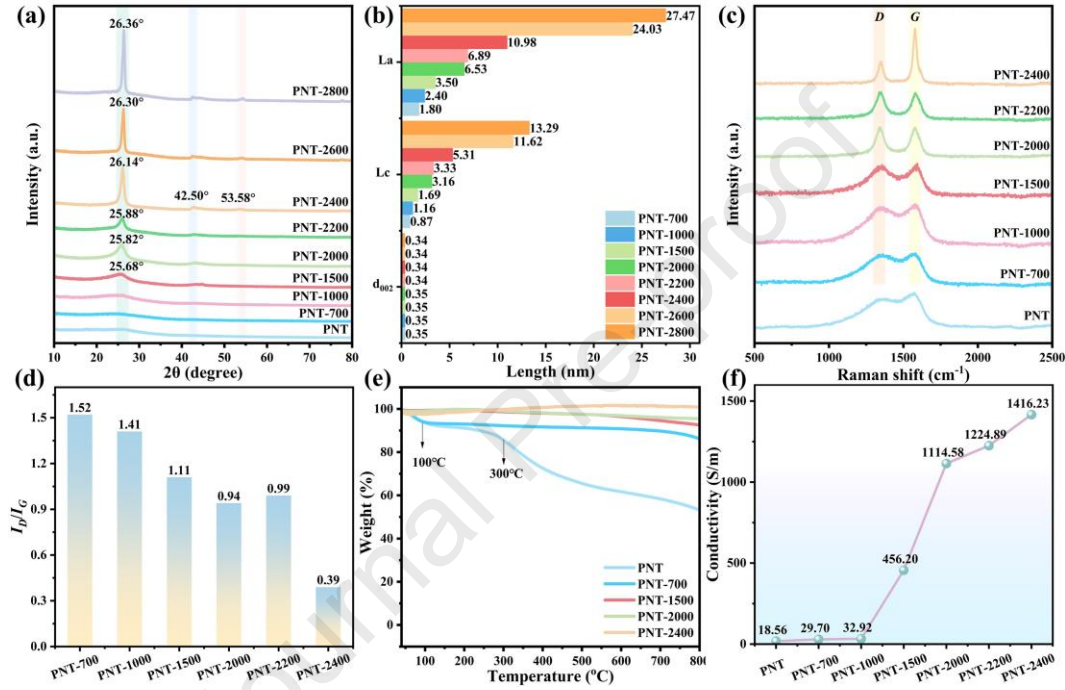 (a)
26.36°
PNT-2800
26.30°
PNT-2600
26.14°
42.50°
53.58°
PNT-2400
25.88°
PNT-2200
25.82°
PNT-2000
25.68°
PNT-1500
PNT-1000
PNT-700
PNT
10 20 30 40 50 60 70 80
2θ (degree)
Intensity (a.u.)
(b)
La
27.47
24.03
10.98
6.89
6.53
3.50
2.40
1.80
Lc
13.29
11.62
5.31
3.33
3.16
1.69
1.16
0.87
d002
0.34
0.34
0.34
0.34
0.35
0.35
0.35
0.35
PNT-700
PNT-1000
PNT-1500
PNT-2000
PNT-2200
PNT-2400
PNT-2600
PNT-2800
0 5 10 15 20 25 30
Length (nm)
(c)
D G
PNT-2400
PNT-2200
PNT-2000
PNT-1500
PNT-1000
PNT-700
PNT
500 1000 1500 2000 2500
Raman shift (cm-1)
Intensity (a.u.)
(d)
1.5
1.2
0.9
0.6
0.3
0.0
ID/IG
1.52
1.41
1.11
0.94
0.99
0.39
PNT-700 PNT-1000 PNT-1500 PNT-2000 PNT-2200 PNT-2400
(e)
100
80
60
40
20
0
Weight (%)
100℃
300℃
PNT
PNT-700
PNT-1500
PNT-2000
PNT-2400
100 200 300 400 500 600 700 800
Temperature (oC)
(f)
1500
1000
500
0
Conductivity (S/m)
18.56
29.70
32.92
456.20
1114.58
1224.89
1416.23
PNT PNT-700 PNT-1000 PNT-1500 PNT-2000 PNT-2200 PNT-2400
Journal Pre-proof